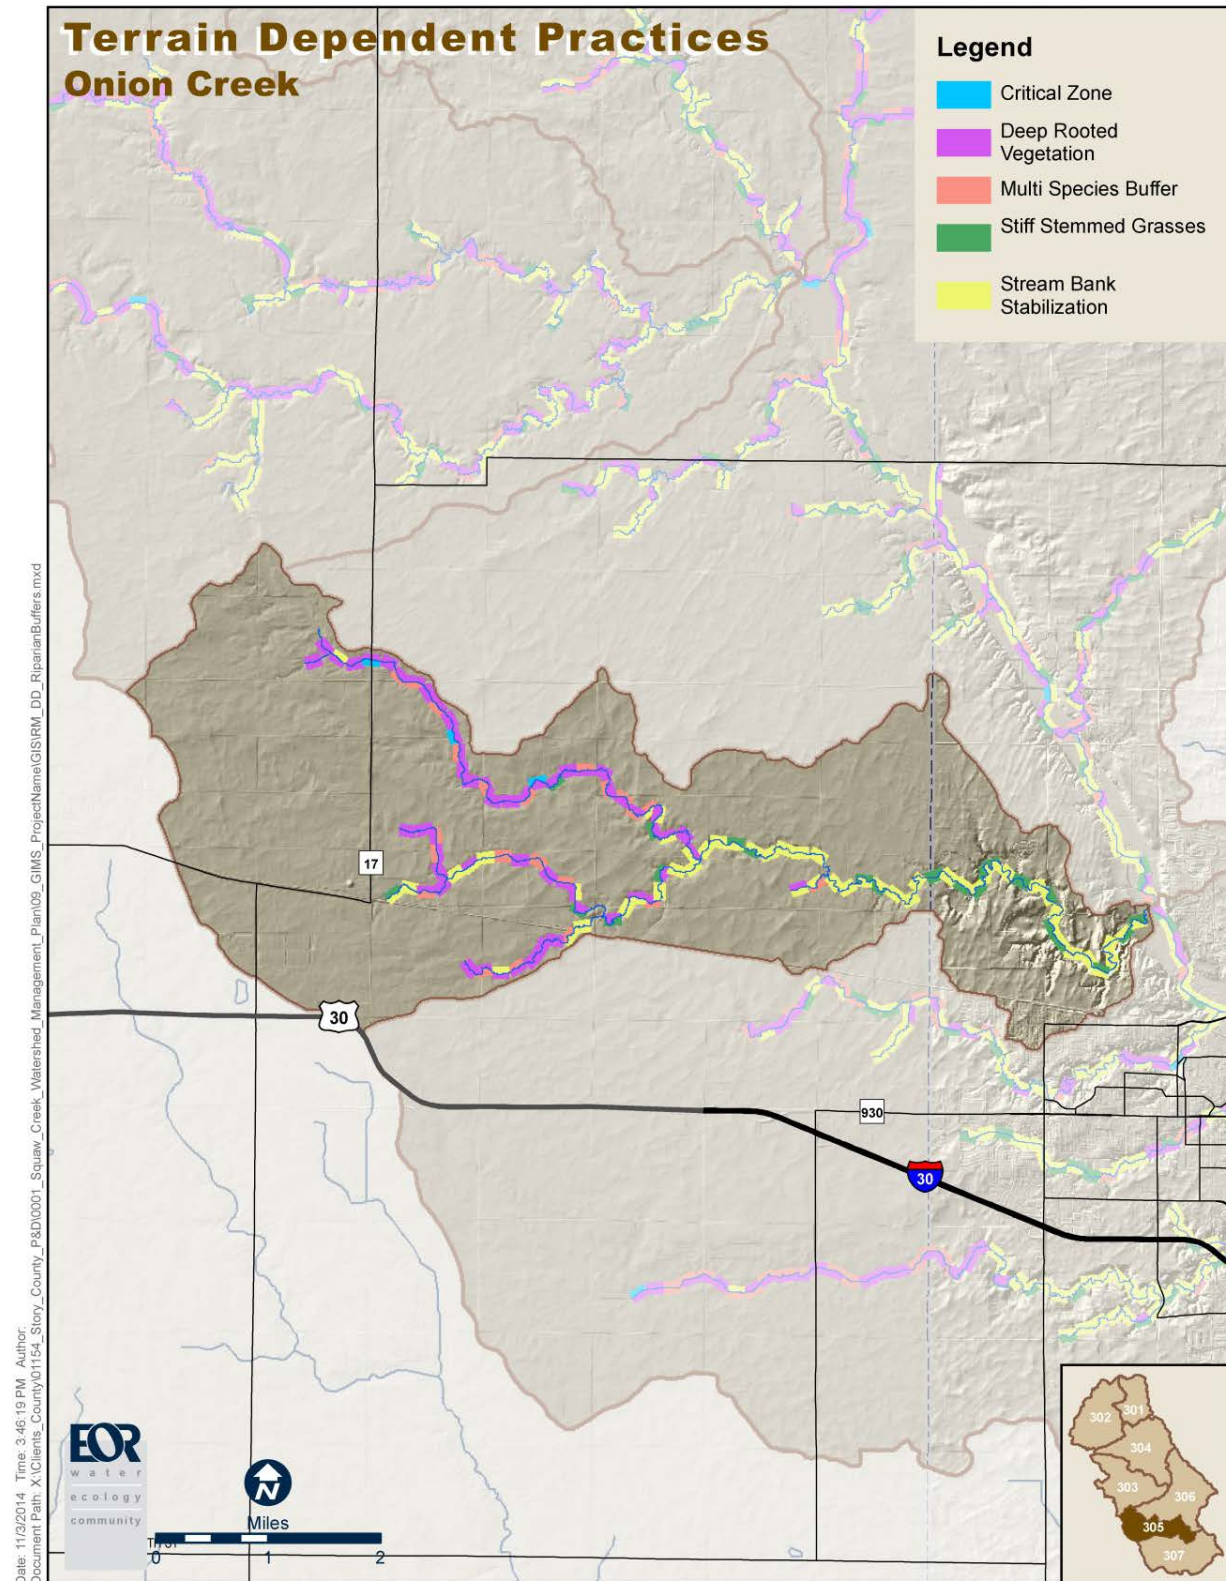 Terrain Dependent Practices
Onion Creek
Legend
Critical Zone
Deep Rooted
Vegetation
Multi Species Buffer
Stiff Stemmed Grasses
Stream Bank
Stabilization
17
30
930
30
EOR
water
ecology
community
N
Miles
0
1
2
302
301
304
303
306
305
307
Date: 11/3/2014 Time: 3:46:19 PM Author:
Document Path: X:\Clients_County\01154_Story_County_P&D\0001_Squaw_Creek_Watershed_Management_Plan\09_GIMS_ProjectName\GIS\RM_DD_RiparianBuffers.mxd